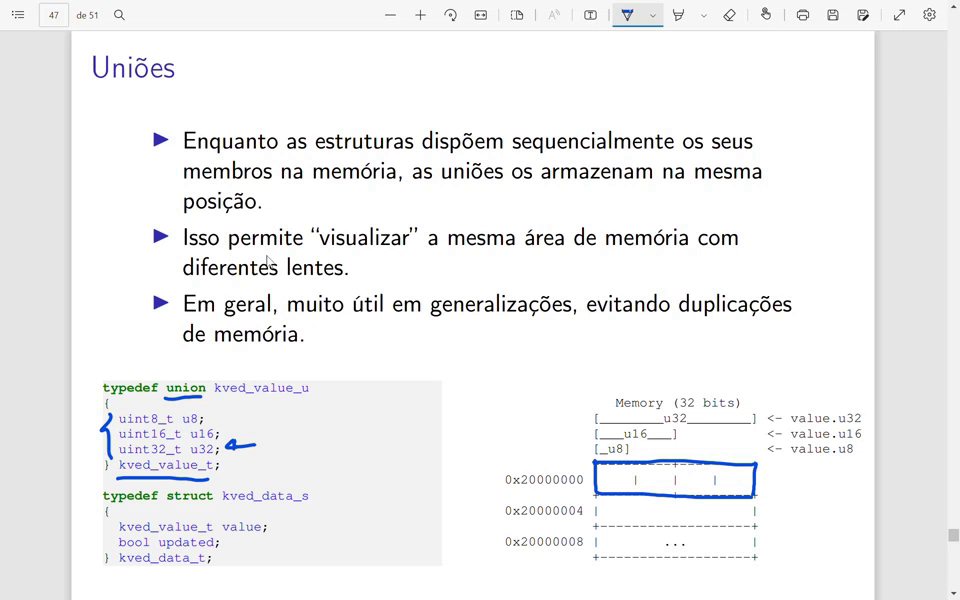 47 de 51
Uniões
Enquanto as estruturas dispõem sequencialmente os seus
membros na memória, as uniões os armazenam na mesma
posição.
Isso permite “visualizar” a mesma área de memória com
diferentes lentes.
Em geral, muito útil em generalizações, evitando duplicações
de memória.
typedef union kved_value_u
{
uint8_t u8;
uint16_t u16;
uint32_t u32;
} kved_value_t;
typedef struct kved_data_s
{
kved_value_t value;
bool updated;
} kved_data_t;
Memory (32 bits)
[________u32_________] <- value.u32
[___u16___] <- value.u16
[_u8] <- value.u8
+---------+---------+
0x20000000 | | | | |
+---------+---------+
0x20000004 | |
+-------------------+
0x20000008 | ... |
+-------------------+